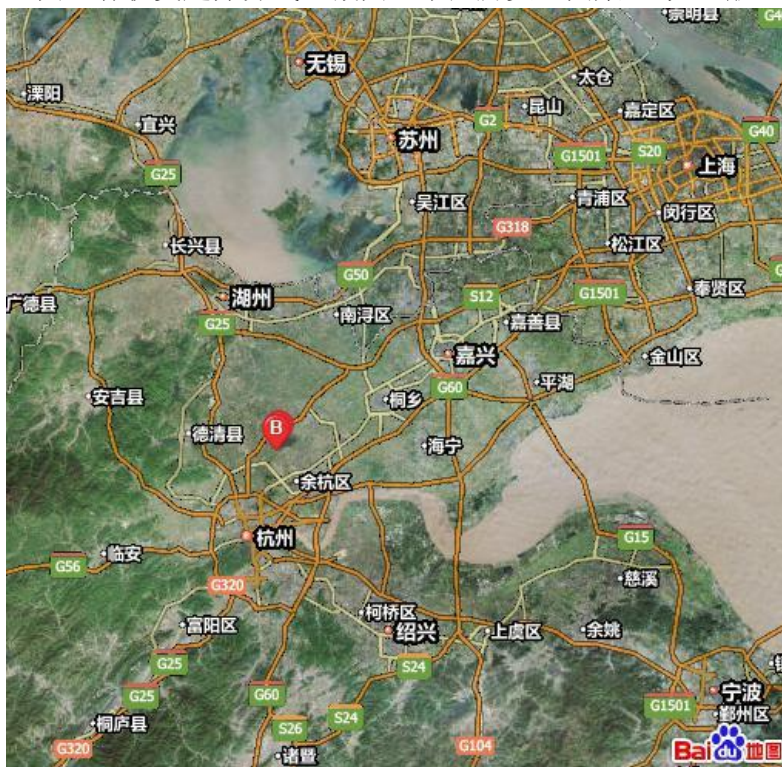 崇明县
无锡
太仓
溧阳
宜兴
昆山
嘉定区
G2
G40
苏州
G1501
S20
上海
G25
吴江区
青浦区
闵行区
G318
长兴县
松江区
G50
湖州
S12
G1501
奉贤区
广德县
南浔区
G25
嘉善县
嘉兴
金山区
安吉县
桐乡
G60
平湖
德清县
B
海宁
余杭区
杭州
G15
临安
G56
G320
慈溪
柯桥区
富阳区
绍兴
上虞区
余姚
G25
S24
G25
G60
宁波
G1501
鄞州区
桐庐县
S24
S26
G320
诸暨
G104
Bai du 地图